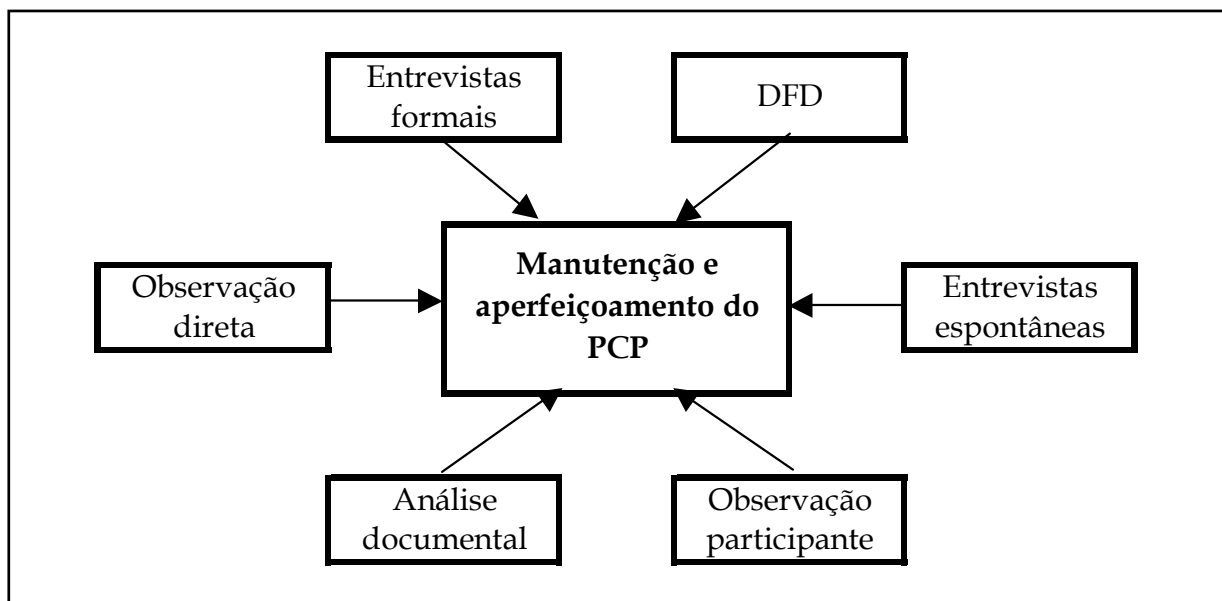 Entrevistas
formais
DFD
Observação
direta
Manutenção e
aperfeiçoamento do
PCP
Entrevistas
espontâneas
Análise
documental
Observação
participante